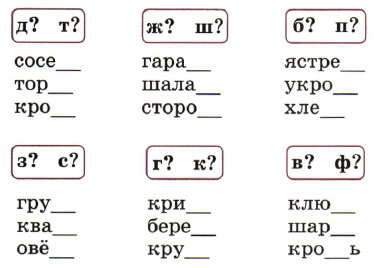 д? т? ж? ш? б? п?
сосе__ гара__ ястре__
тор__ шала__ укро__
кро__ сторо__ хле__
з? с? г? к? в? ф?
гру__ кри__ клю__
ква__ бере__ шар__
овё__ кру__ кро__ь